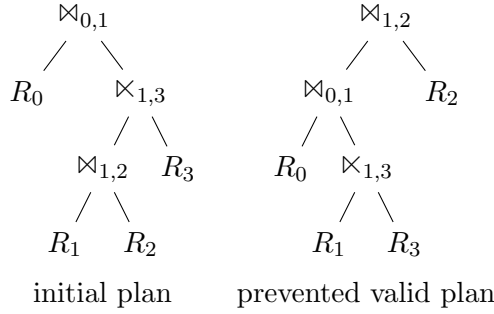 ⋈₀,₁ ⋈₁,₂
R₀ ⋉₁,₃ ⋈₀,₁ R₂
⋈₁,₂ R₃ R₀ ⋉₁,₃
R₁ R₂ R₁ R₃
initial plan prevented valid plan